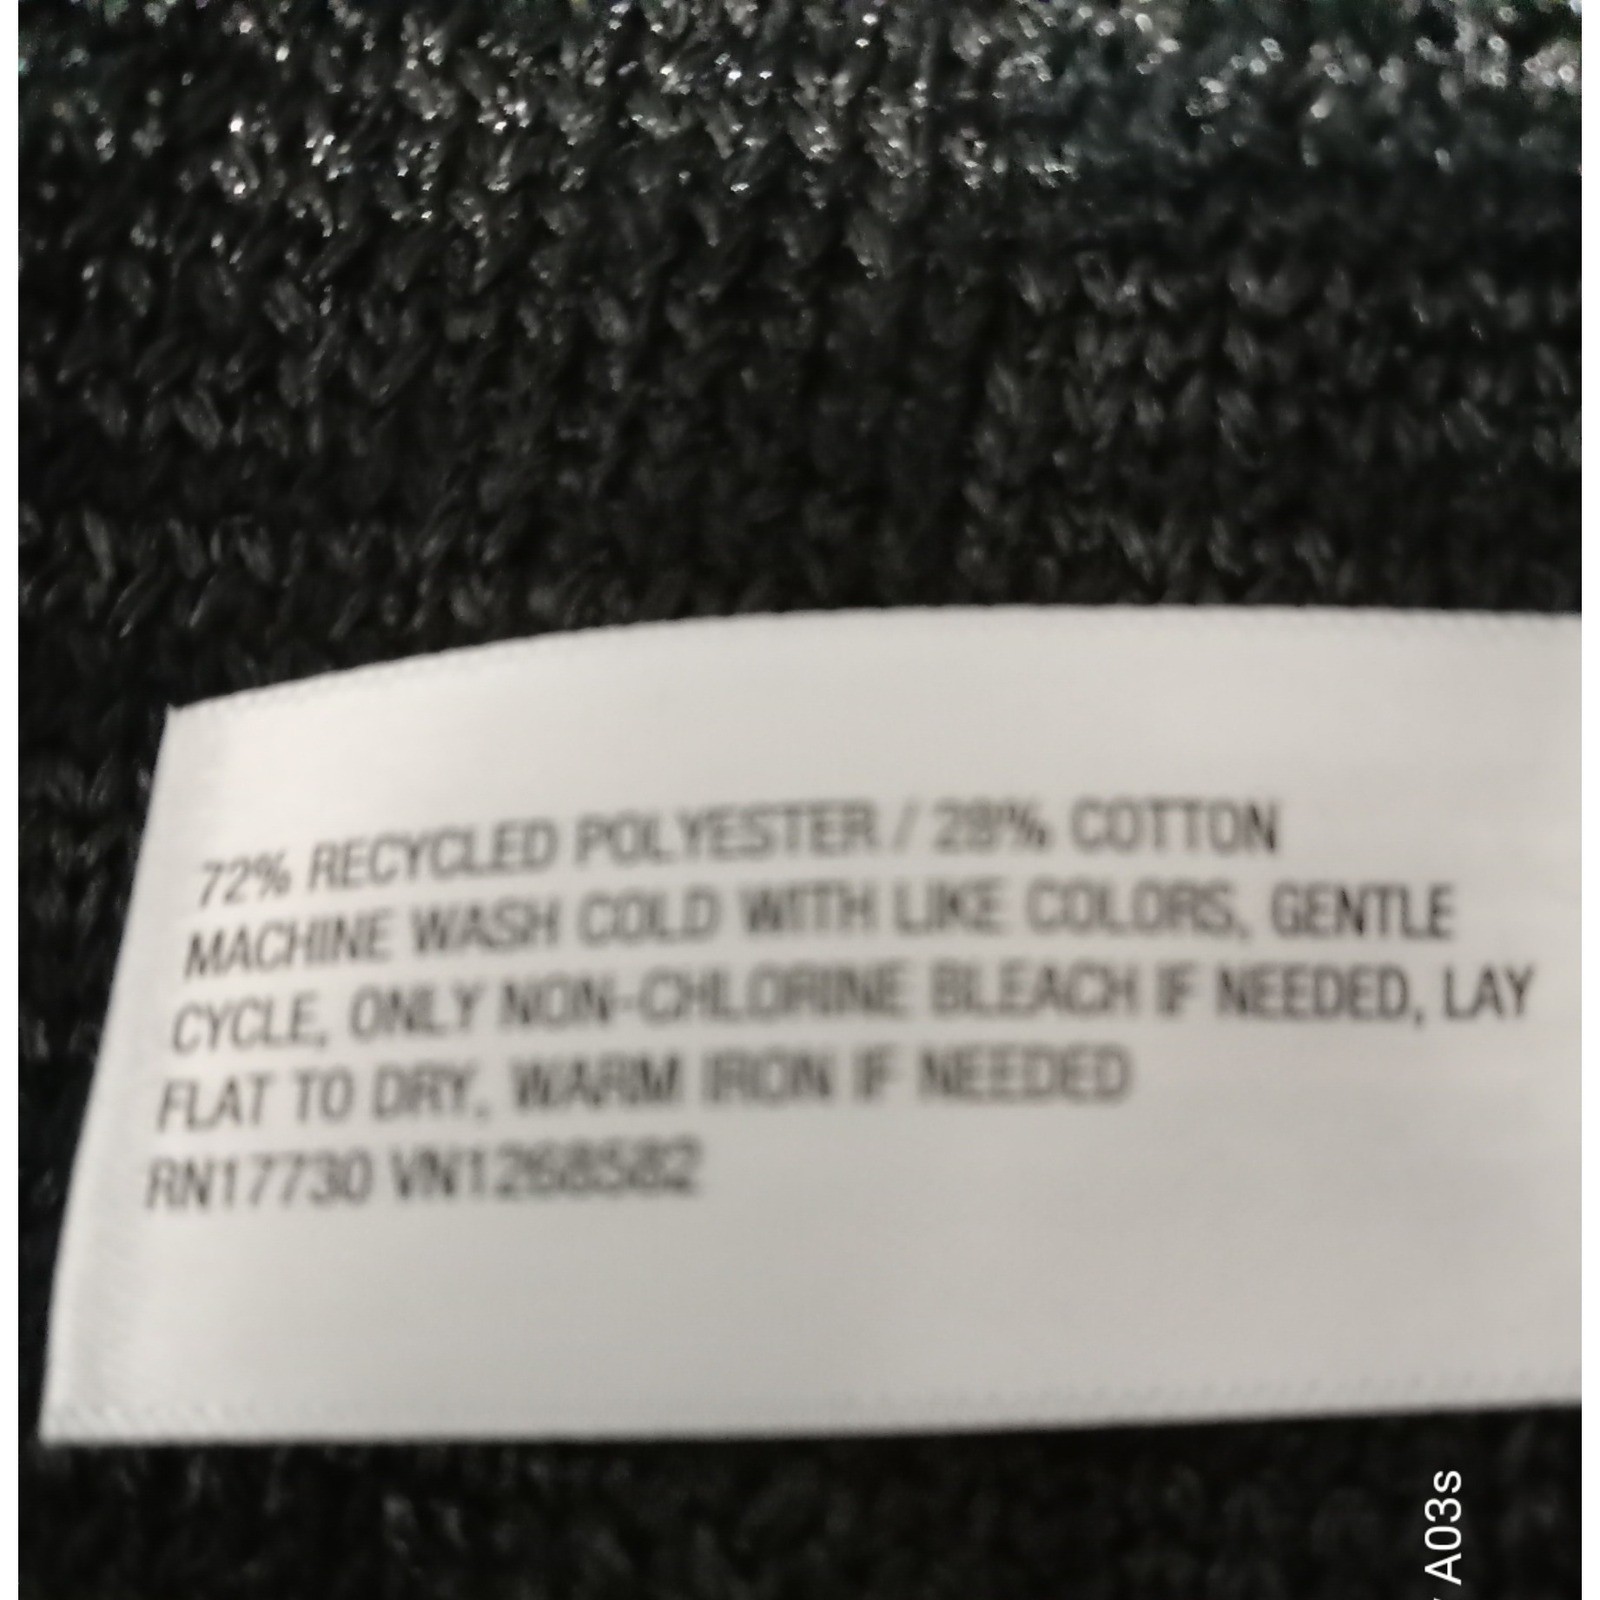 72% RECYCLED POLYESTER / 28% COTTON
MACHINE WASH COLD WITH LIKE COLORS, GENTLE
CYCLE, ONLY NON-CHLORINE BLEACH IF NEEDED, LAY
FLAT TO DRY, WARM IRON IF NEEDED
RN17730 VN1268582
A03s